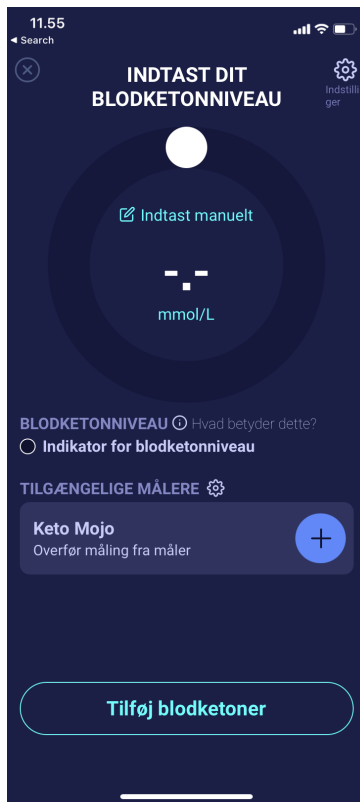 11.55
◄ Search
INDTAST DIT
BLODKETONNIVEAU
Indstilli
ger
Indtast manuelt
-.-
mmol/L
BLODKETONNIVEAU Hvad betyder dette?
Indikator for blodketonniveau
TILGÆNGELIGE MÅLERE
Keto Mojo
Overfør måling fra måler
Tilføj blodketoner